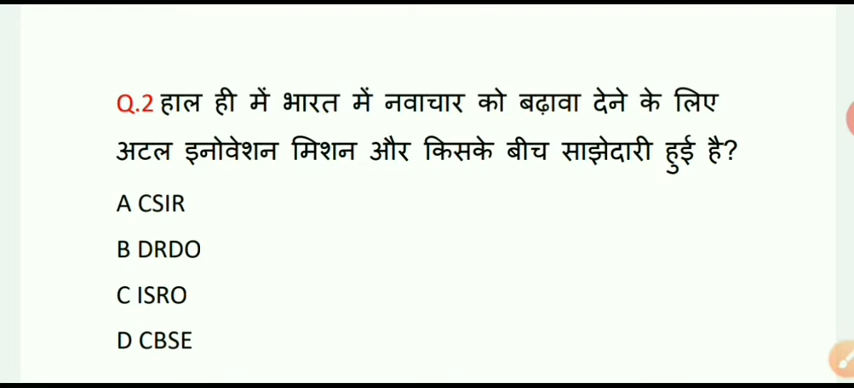 Q.2 हाल ही में भारत में नवाचार को बढ़ावा देने के लिए
अटल इनोवेशन मिशन और किसके बीच साझेदारी हुई है?
A CSIR
B DRDO
C ISRO
D CBSE